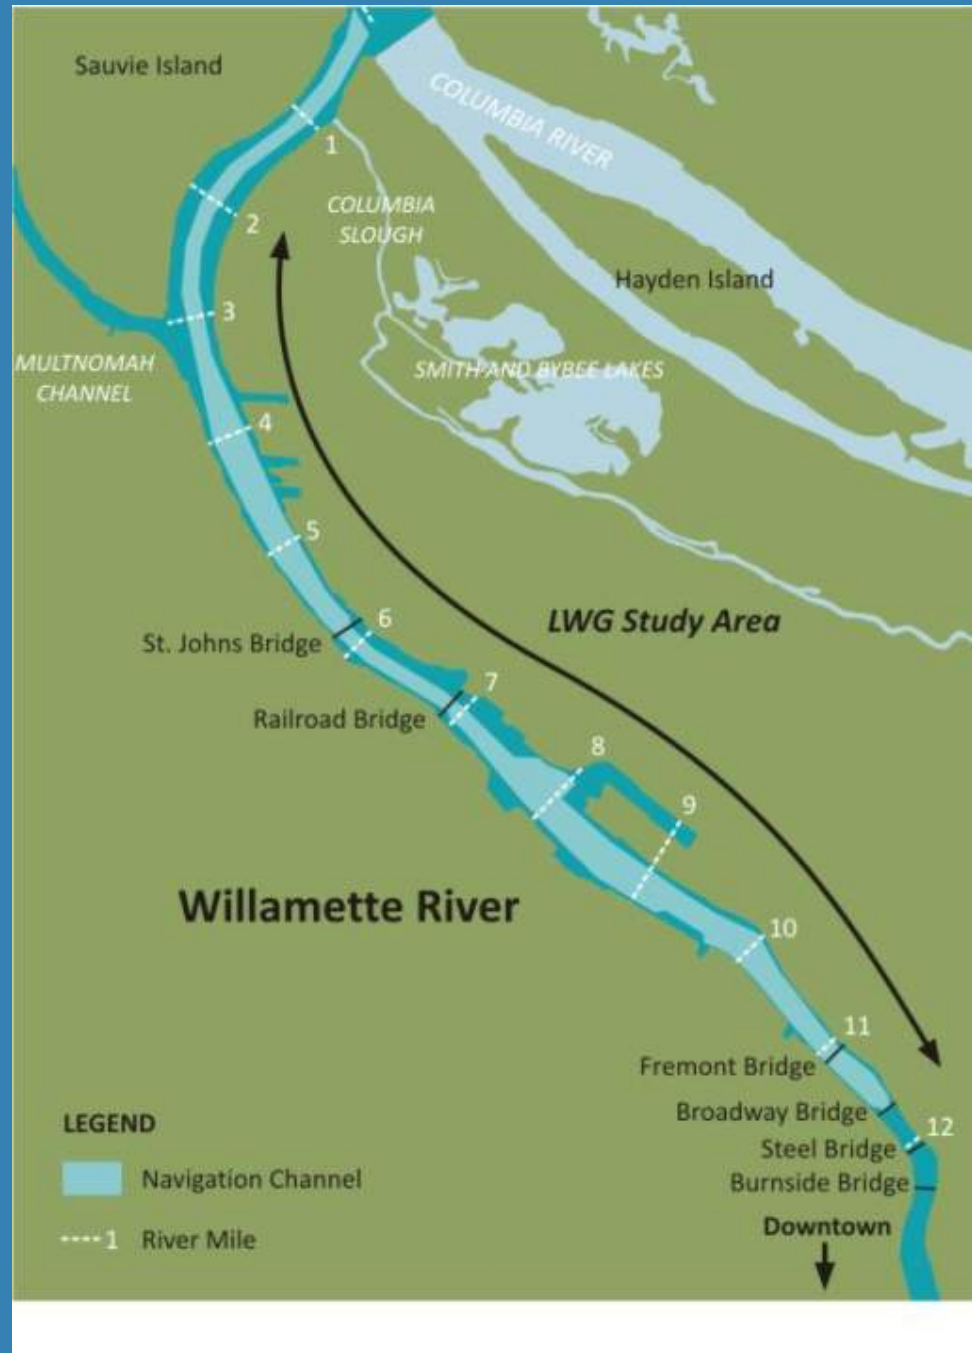 Sauvie Island
COLUMBIA RIVER
1
COLUMBIA
SLOUGH
2
Hayden Island
3
MULTNOMAH
CHANNEL
SMITH AND BYBEE LAKES
4
5
LWG Study Area
6
St. Johns Bridge
7
Railroad Bridge
8
9
Willamette River
10
11
Fremont Bridge
Broadway Bridge
12
Steel Bridge
Burnside Bridge
Downtown
LEGEND
Navigation Channel
1 River Mile